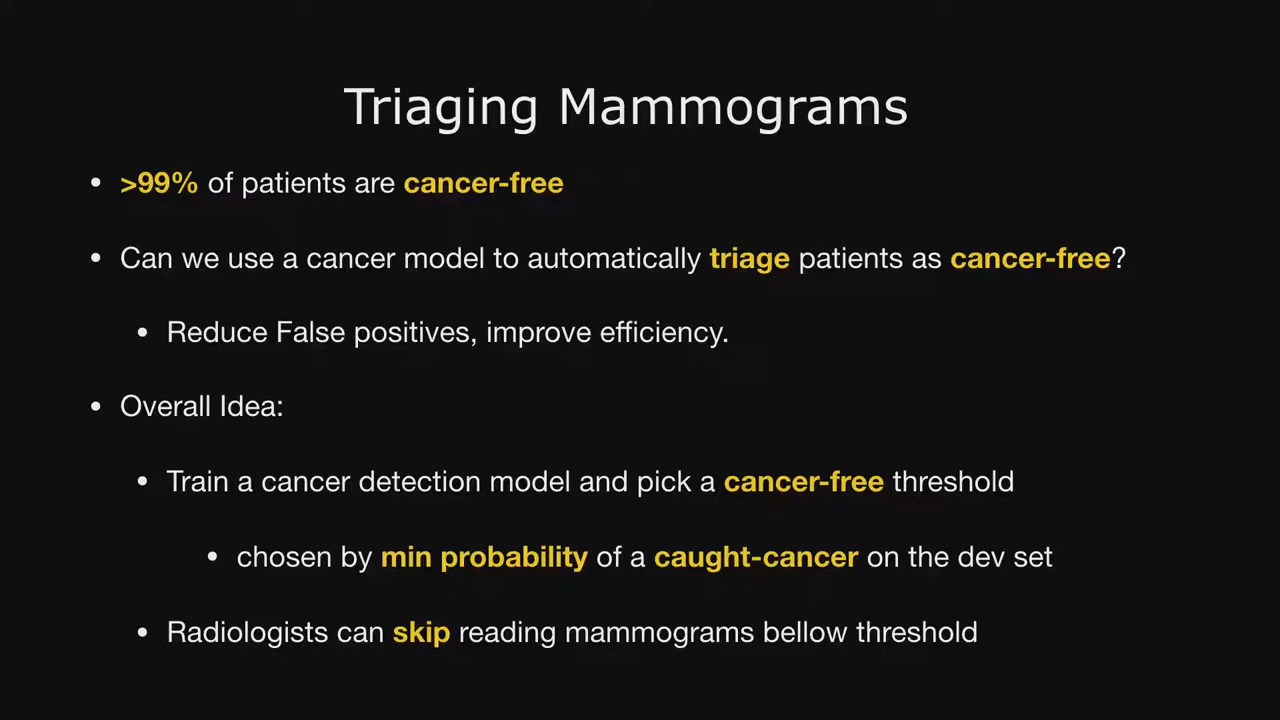 Triaging Mammograms
• >99% of patients are cancer-free
• Can we use a cancer model to automatically triage patients as cancer-free?
• Reduce False positives, improve efficiency.
• Overall Idea:
• Train a cancer detection model and pick a cancer-free threshold
• chosen by min probability of a caught-cancer on the dev set
• Radiologists can skip reading mammograms bellow threshold